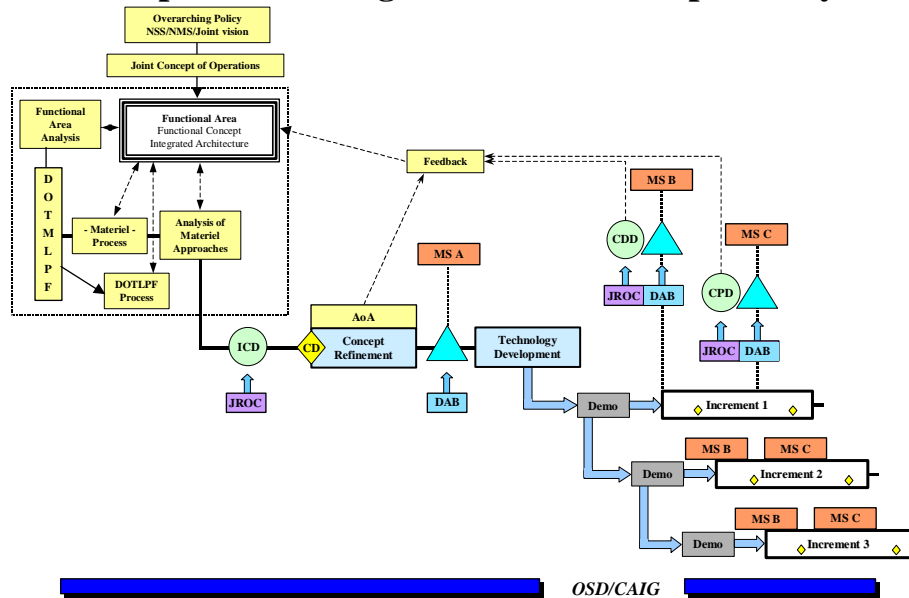 Overarching Policy
NSS/NMS/Joint vision
Joint Concept of Operations
Functional
Area
Analysis
Functional Area
Functional Concept
Integrated Architecture
Feedback
D
O
T
M
L
P
F
- Materiel -
Process
Analysis of
Materiel
Approaches
DOTLPF
Process
MS A
MS B
MS C
CDD
CPD
JROC
DAB
JROC
DAB
AoA
ICD
CD
Concept
Refinement
Technology
Development
JROC
DAB
Demo
Increment 1
MS B
MS C
Demo
Increment 2
MS B
MS C
Demo
Increment 3
OSD/CAIG